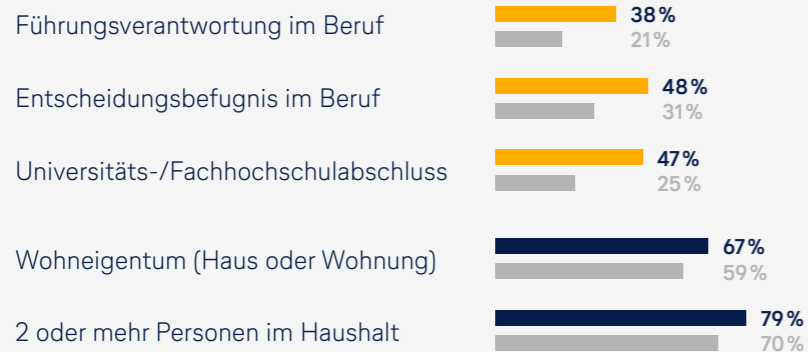 Führungsverantwortung im Beruf
38 %
21 %
Entscheidungsbefugnis im Beruf
48 %
31 %
Universitäts-/Fachhochschulabschluss
47 %
25 %
Wohneigentum (Haus oder Wohnung)
67 %
59 %
2 oder mehr Personen im Haushalt
79 %
70 %